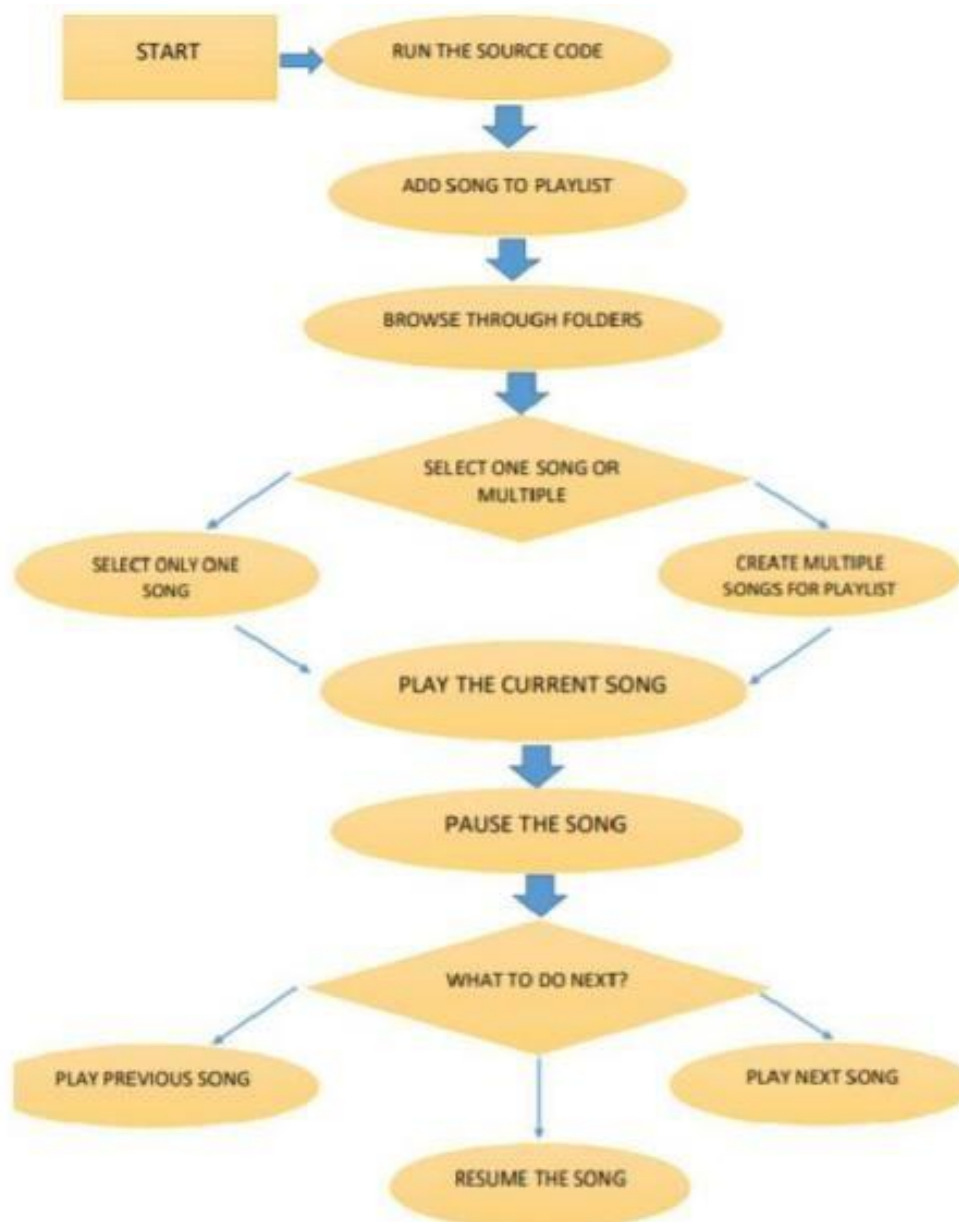 START
RUN THE SOURCE CODE
ADD SONG TO PLAYLIST
BROWSE THROUGH FOLDERS
SELECT ONE SONG OR
MULTIPLE
SELECT ONLY ONE
SONG
CREATE MULTIPLE
SONGS FOR PLAYLIST
PLAY THE CURRENT SONG
PAUSE THE SONG
WHAT TO DO NEXT?
PLAY PREVIOUS SONG
PLAY NEXT SONG
RESUME THE SONG